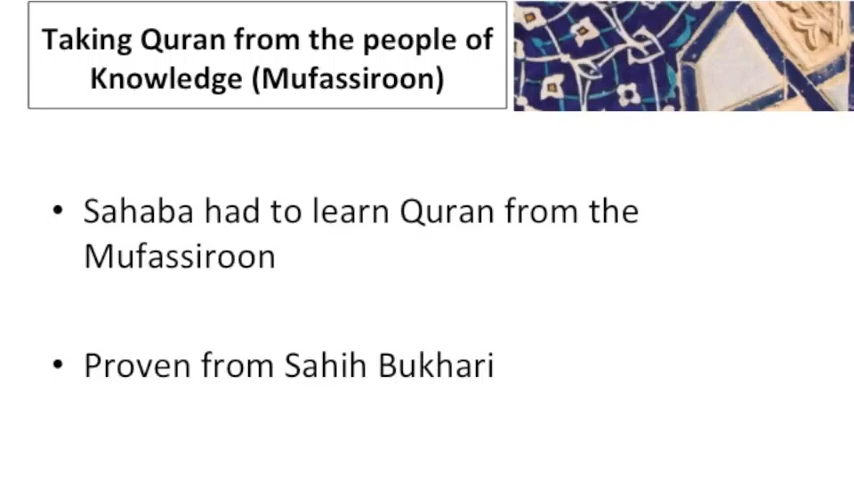 Taking Quran from the people of
Knowledge (Mufassiroon)
• Sahaba had to learn Quran from the
Mufassiroon
• Proven from Sahih Bukhari